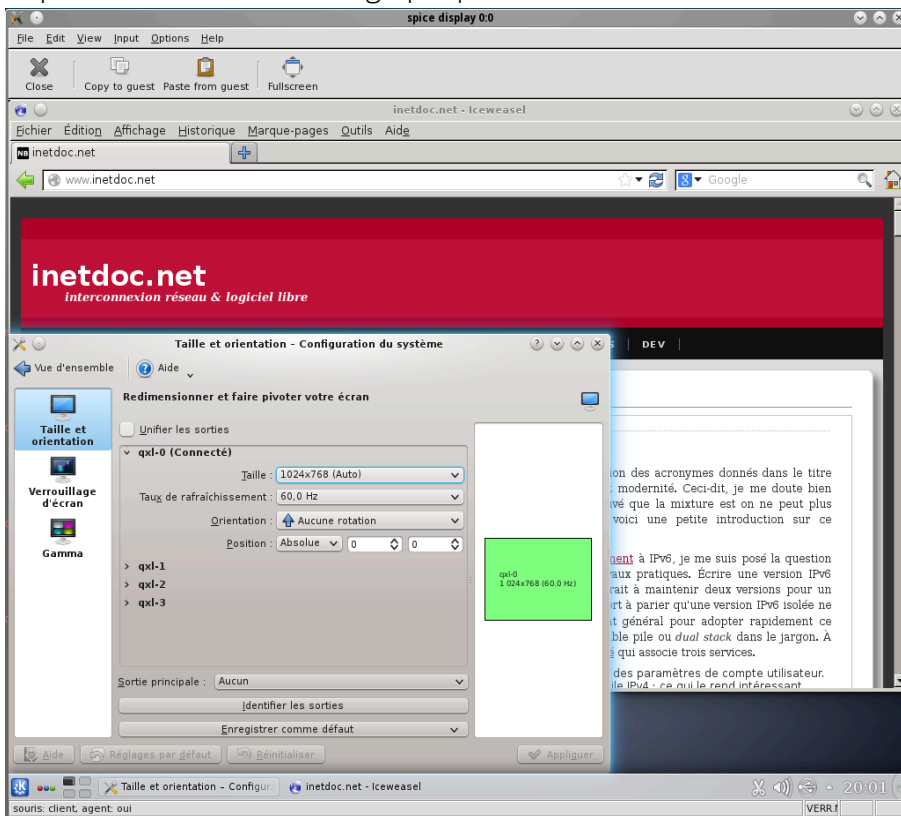 spice display 0:0
File Edit View Input Options Help
Close Copy to guest Paste from guest Fullscreen
inetdoc.net - Iceweasel
Fichier Édition Affichage Historique Marque-pages Outils Aide
inetdoc.net
www.inetdoc.net Google
inetdoc.net
interconnexion réseau & logiciel libre
DEV
Taille et orientation - Configuration du système
Vue d'ensemble Aide
Redimensionner et faire pivoter votre écran
Taille et orientation
Verrouillage d'écran
Gamma
Unifier les sorties
qxl-0 (Connecté)
Taille : 1024x768 (Auto)
Taux de rafraîchissement : 60,0 Hz
Orientation : Aucune rotation
Position : Absolue 0 0
qxl-1
qxl-2
qxl-3
qxl-0
1 024x768 (60.0 Hz)
Sortie principale : Aucun
Identifier les sorties
Enregistrer comme défaut
Aide Réglages par défaut Réinitialiser Appliquer
ion des acronymes donnés dans le titre
modernité. Ceci-dit, je me doute bien
vé que la mixture est on ne peut plus
voici une petite introduction sur ce
ment à IPv6, je me suis posé la question
aux pratiques. Écrire une version IPv6
rait à maintenir deux versions pour un
rt à parier qu'une version IPv6 isolée ne
t général pour adopter rapidement ce
ble pile ou dual stack dans le jargon. À
é qui associe trois services.
des paramètres de compte utilisateur.
ile IPv4 : ce qui le rend intéressant
Taille et orientation - Configur inetdoc.net - Iceweasel 20:01
souris: client, agent: oui VERR.